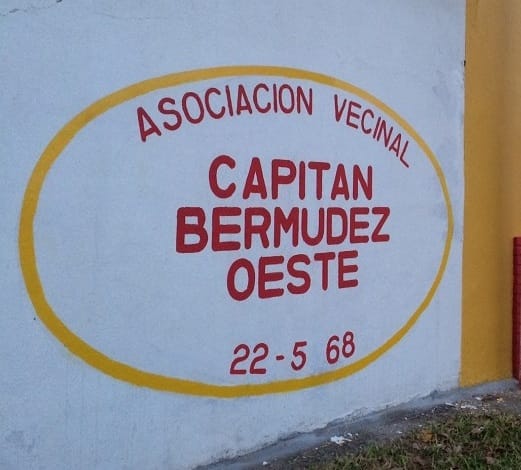 ASOCIACION VECINAL
CAPITAN
BERMUDEZ
OESTE
22-5 68